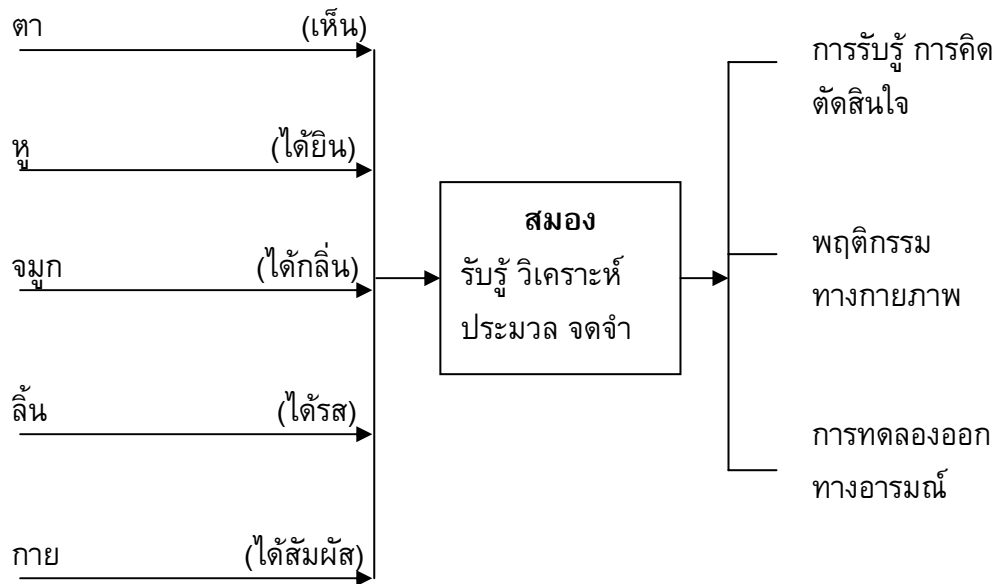 ตา (เห็น)
หู (ได้ยิน)
จมูก (ได้กลิ่น)
ลิ้น (ได้รส)
กาย (ได้สัมผัส)
สมอง
รับรู้ วิเคราะห์
ประมวล จดจำ
การรับรู้ การคิด
ตัดสินใจ
พฤติกรรม
ทางกายภาพ
การทดลองออก
ทางอารมณ์